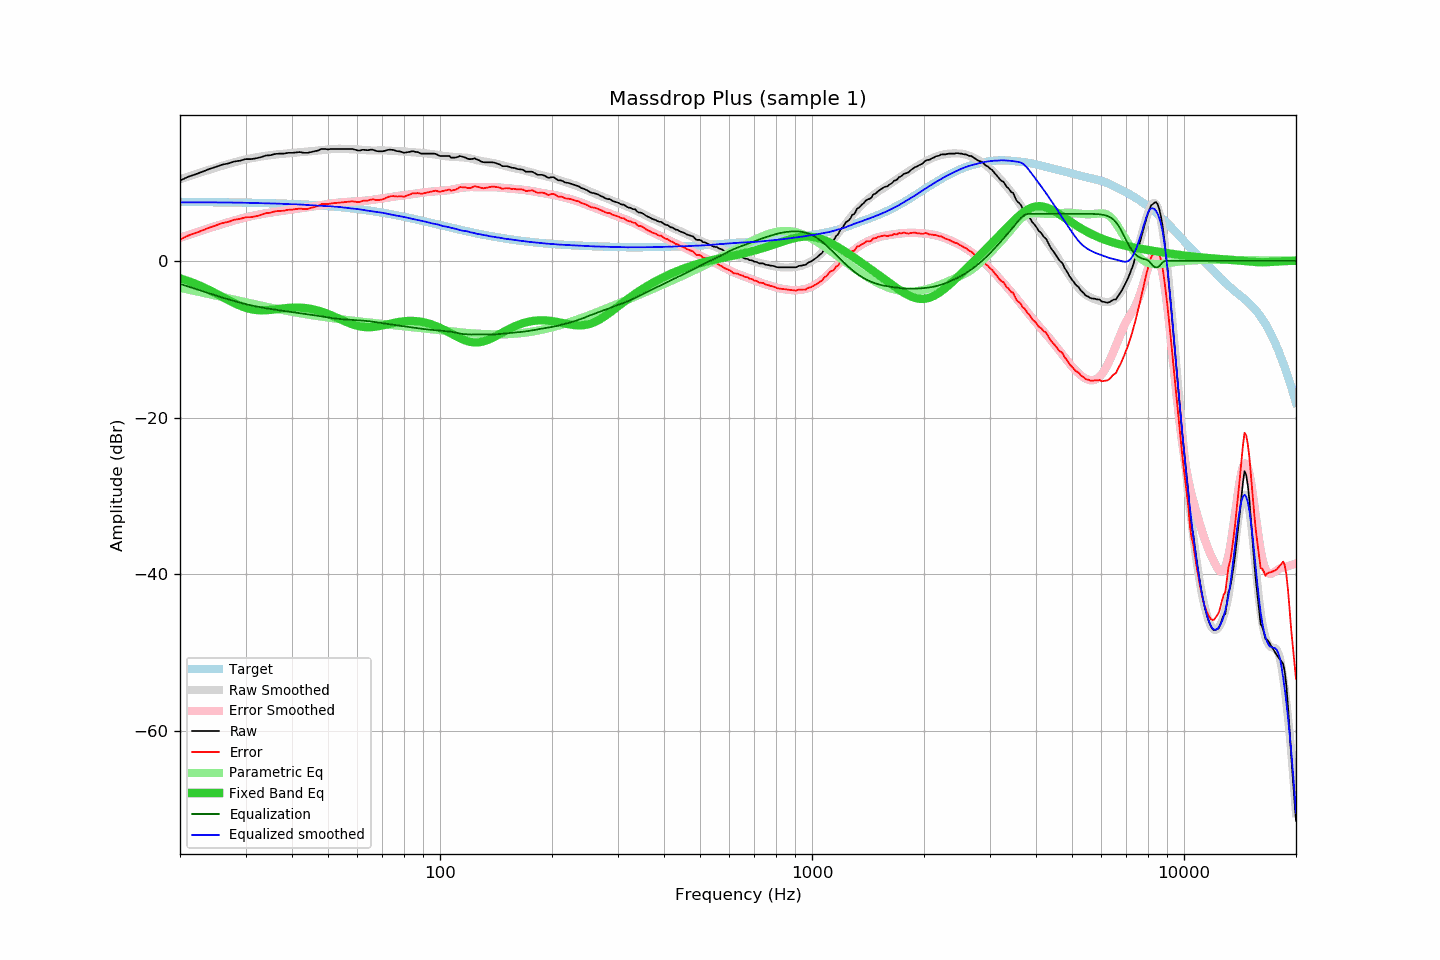 Massdrop Plus (sample 1)
0
−20
−40
−60
Amplitude (dBr)
Target
Raw Smoothed
Error Smoothed
Raw
Error
Parametric Eq
Fixed Band Eq
Equalization
Equalized smoothed
100
1000
10000
Frequency (Hz)